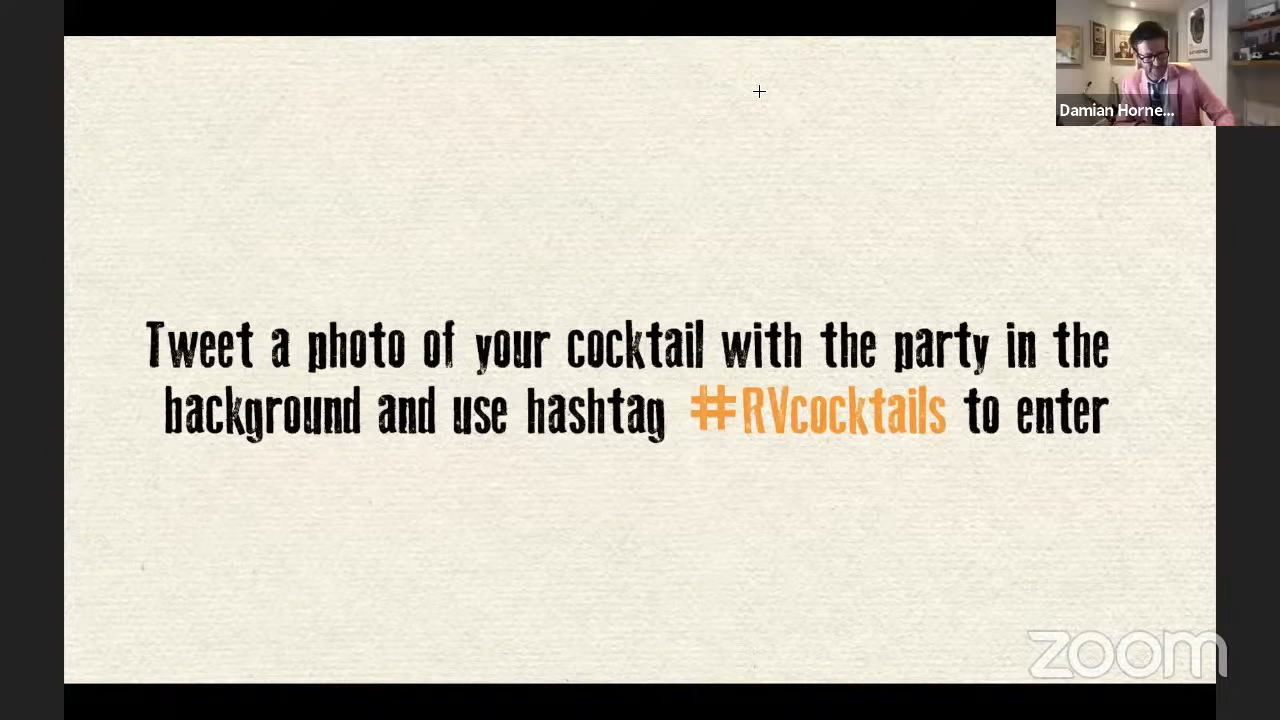 Damian Horne...
Tweet a photo of your cocktail with the party in the
background and use hashtag #RVcocktails to enter
zoom